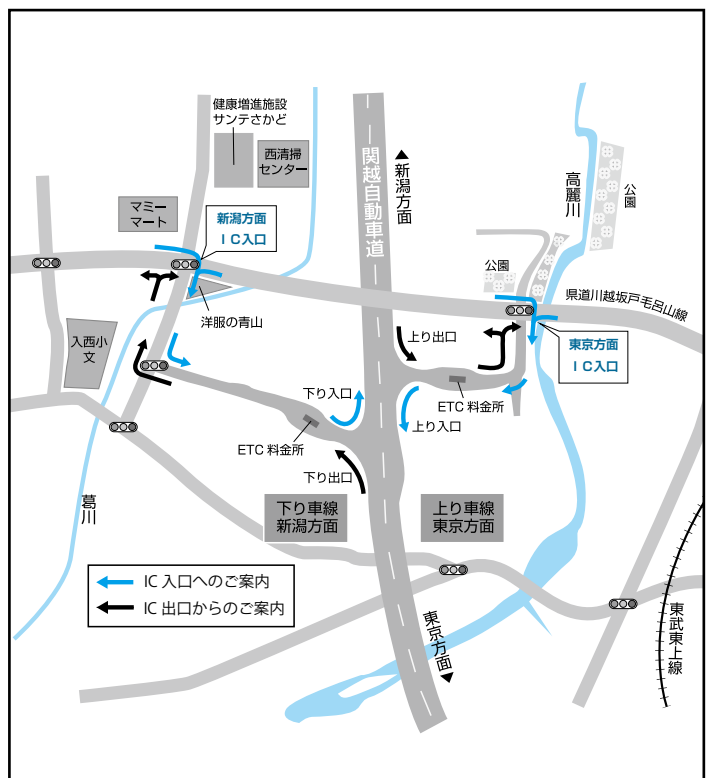 健康増進施設
サンテさかど
西清掃
センター
関越自動車道
▲新潟方面
高麗川
公園
マミー
マート
新潟方面
IC入口
公園
県道川越坂戸毛呂山線
洋服の青山
入西小
文
上り出口
東京方面
IC入口
下り入口
ETC 料金所
上り入口
ETC 料金所
下り出口
葛川
下り車線
新潟方面
上り車線
東京方面
IC 入口へのご案内
IC 出口からのご案内
東京方面▼
東武東上線